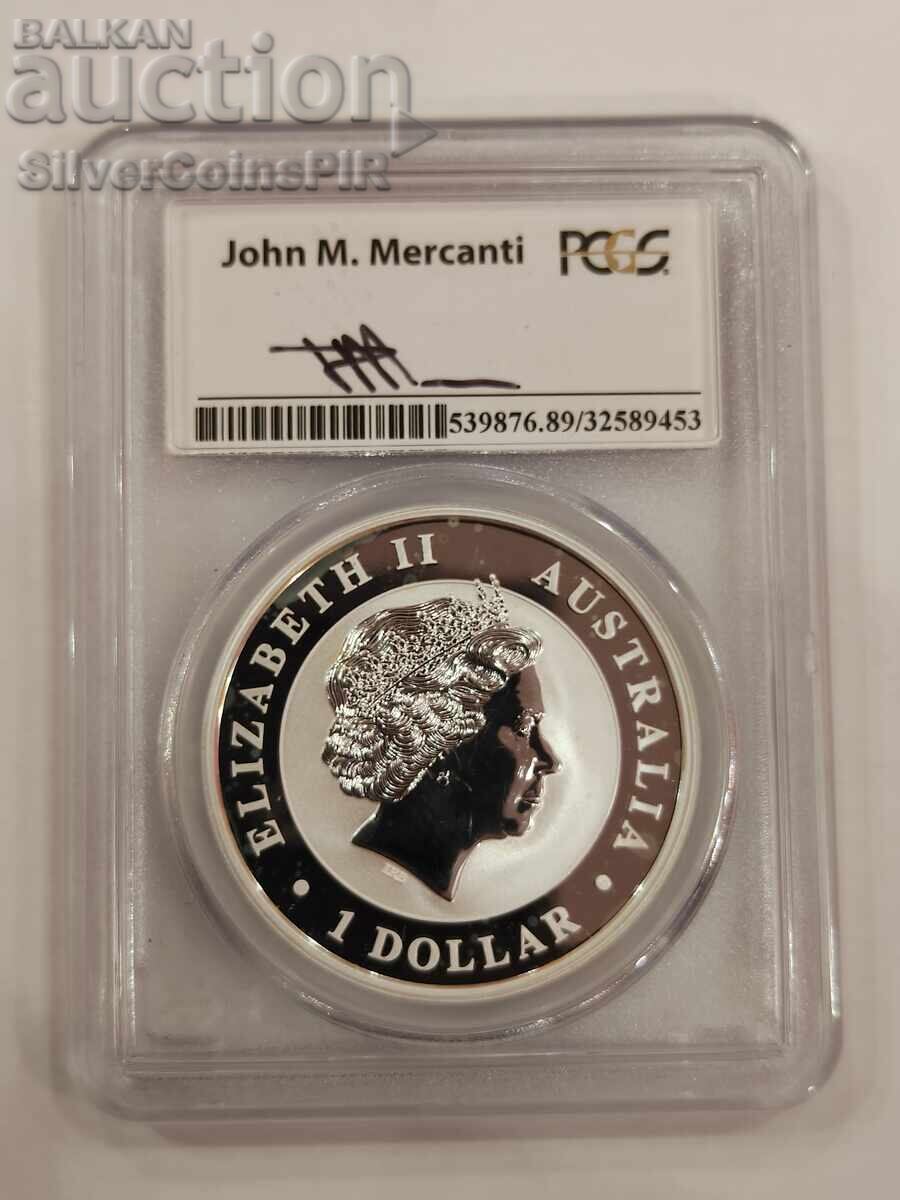 BALKAN
auction
SilverCoinsPIR
John M. Mercanti PCGS
539876.89/32589453
ELIZABETH II AUSTRALIA
• 1 DOLLAR •